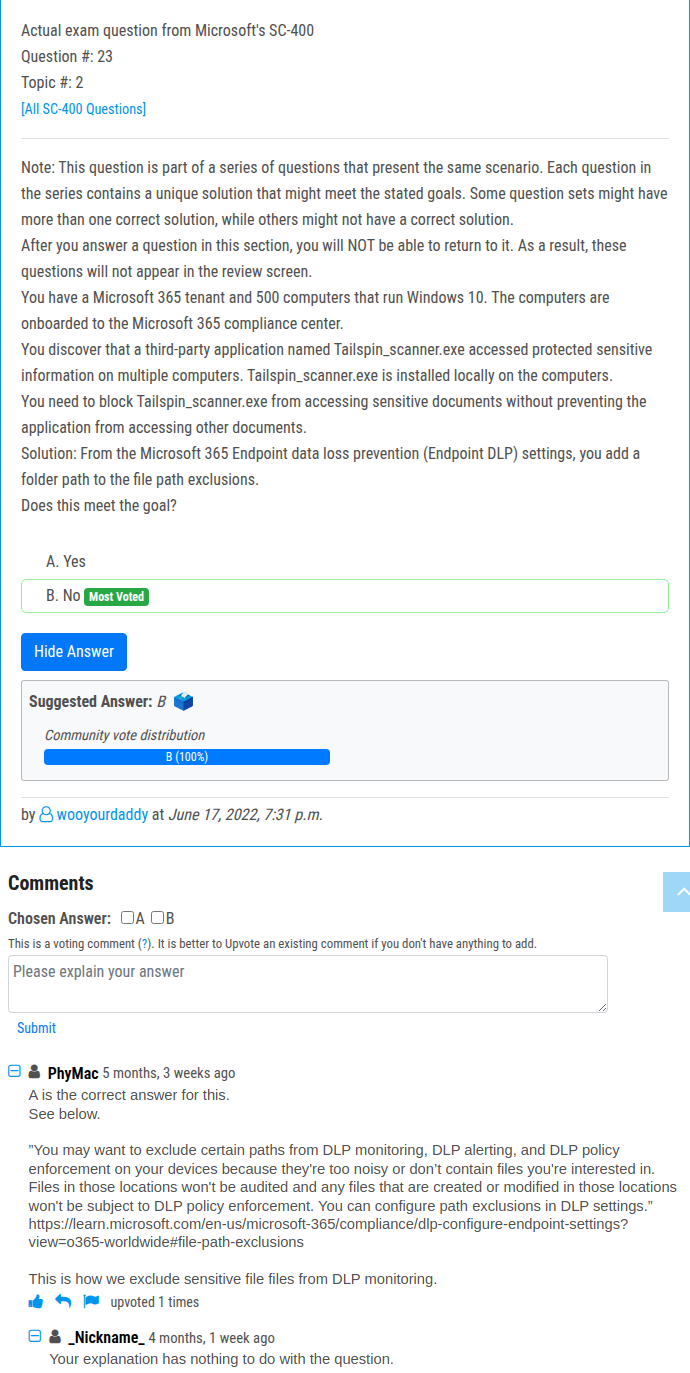 Actual exam question from Microsoft's SC-400
Question #: 23
Topic #: 2
[All SC-400 Questions]
Note: This question is part of a series of questions that present the same scenario. Each question in
the series contains a unique solution that might meet the stated goals. Some question sets might have
more than one correct solution, while others might not have a correct solution.
After you answer a question in this section, you will NOT be able to return to it. As a result, these
questions will not appear in the review screen.
You have a Microsoft 365 tenant and 500 computers that run Windows 10. The computers are
onboarded to the Microsoft 365 compliance center.
You discover that a third-party application named Tailspin_scanner.exe accessed protected sensitive
information on multiple computers. Tailspin_scanner.exe is installed locally on the computers.
You need to block Tailspin_scanner.exe from accessing sensitive documents without preventing the
application from accessing other documents.
Solution: From the Microsoft 365 Endpoint data loss prevention (Endpoint DLP) settings, you add a
folder path to the file path exclusions.
Does this meet the goal?
A. Yes
B. No Most Voted
Hide Answer
Suggested Answer: B
Community vote distribution
B (100%)
by wooyourdaddy at June 17, 2022, 7:31 p.m.
Comments
Chosen Answer: A B
This is a voting comment (?). It is better to Upvote an existing comment if you don't have anything to add.
Please explain your answer
Submit
PhyMac 5 months, 3 weeks ago
A is the correct answer for this.
See below.
"You may want to exclude certain paths from DLP monitoring, DLP alerting, and DLP policy
enforcement on your devices because they're too noisy or don’t contain files you're interested in.
Files in those locations won't be audited and any files that are created or modified in those locations
won't be subject to DLP policy enforcement. You can configure path exclusions in DLP settings.”
https://learn.microsoft.com/en-us/microsoft-365/compliance/dlp-configure-endpoint-settings?
view=o365-worldwide#file-path-exclusions
This is how we exclude sensitive file files from DLP monitoring.
upvoted 1 times
_Nickname_ 4 months, 1 week ago
Your explanation has nothing to do with the question.